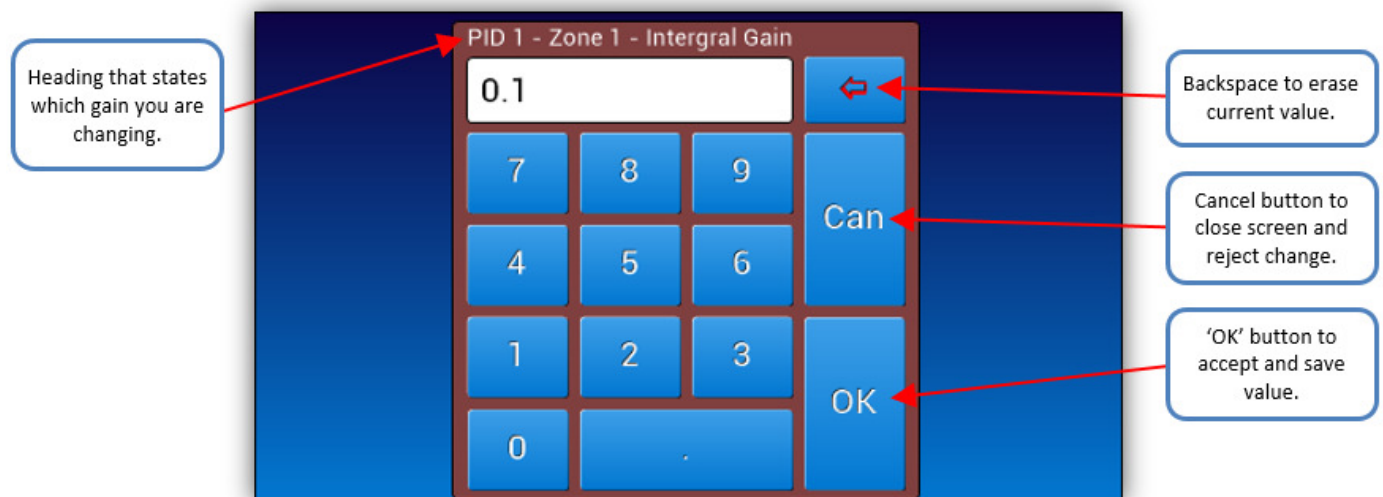 PID 1 - Zone 1 - Intergral Gain
Heading that states
which gain you are
changing.
0.1
Backspace to erase
current value.
7 8 9
Can
Cancel button to
close screen and
reject change.
4 5 6
1 2 3
OK
‘OK’ button to
accept and save
value.
0 .